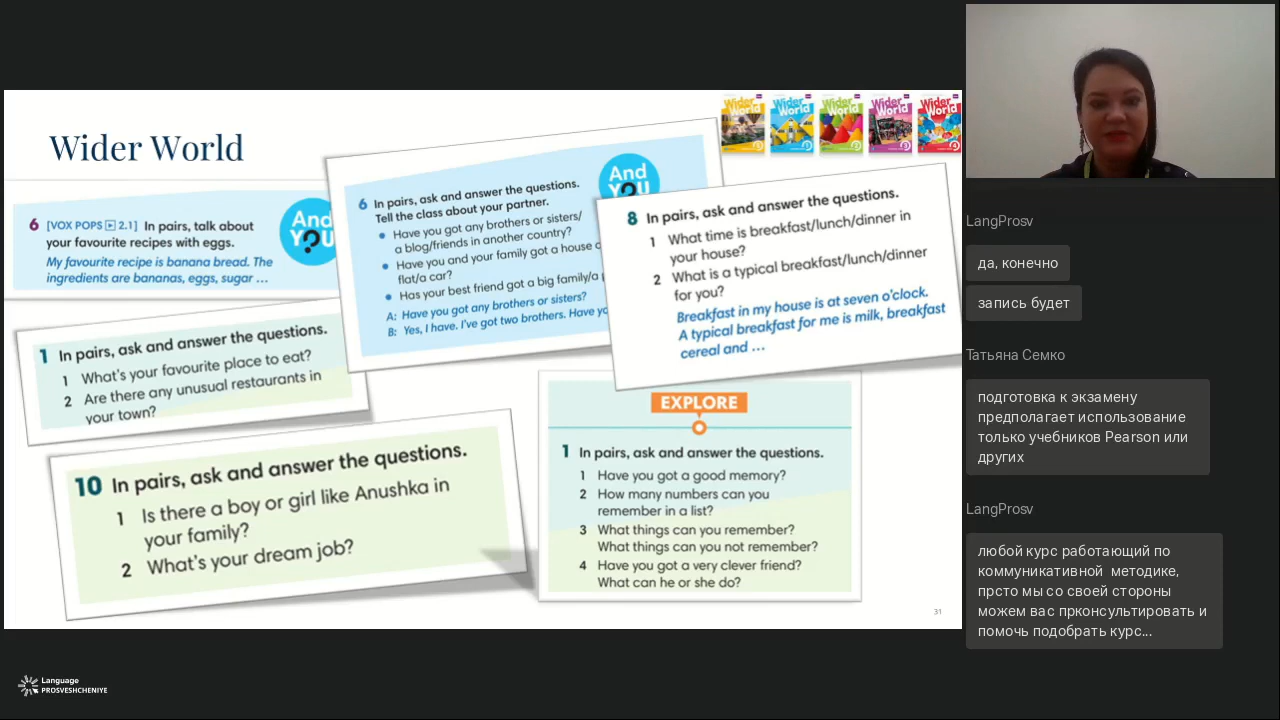 Wider World
6 [VOX POPS 2.1] In pairs, talk about
your favourite recipes with eggs.
My favourite recipe is banana bread. The
ingredients are bananas, eggs, sugar …
And
YOU
?
6 In pairs, ask and answer the questions.
Tell the class about your partner.
• Have you got any brothers or sisters/
a blog/friends in another country?
• Have you and your family got a house
flat/a car?
• Has your best friend got a big family/a
A: Have you got any brothers or sisters?
B: Yes, I have. I've got two brothers. Have
And
YOU
?
8 In pairs, ask and answer the questions.
1 What time is breakfast/lunch/dinner in
your house?
2 What is a typical breakfast/lunch/dinner
for you?
Breakfast in my house is at seven o'clock.
A typical breakfast for me is milk, breakfast
cereal and …
Wider
World
Wider
World
Wider
World
Wider
World
Wider
World
1 In pairs, ask and answer the questions.
1 What's your favourite place to eat?
2 Are there any unusual restaurants in
your town?
10 In pairs, ask and answer the questions.
1 Is there a boy or girl like Anushka in
your family?
2 What's your dream job?
EXPLORE
1 In pairs, ask and answer the questions.
1 Have you got a good memory?
2 How many numbers can you
remember in a list?
3 What things can you remember?
What things can you not remember?
4 Have you got a very clever friend?
What can he or she do?
31
Language
PROSVESHCHENIYE
LangProsv
да, конечно
запись будет
Татьяна Семко
подготовка к экзамену
предполагает использование
только учебников Pearson или
других
LangProsv
любой курс работающий по
коммуникативной методике,
прсто мы со своей стороны
можем вас прконсультировать и
помочь подобрать курс...